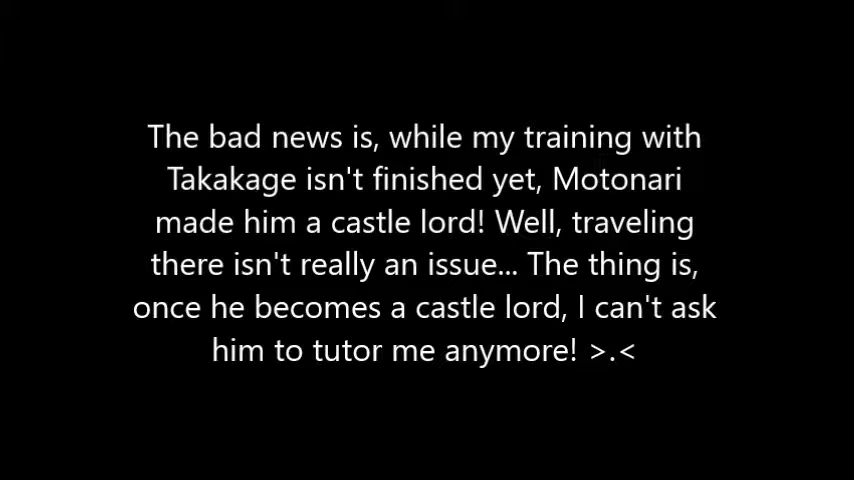 The bad news is, while my training with
Takakage isn't finished yet, Motonari
made him a castle lord! Well, traveling
there isn't really an issue... The thing is,
once he becomes a castle lord, I can't ask
him to tutor me anymore! >.<